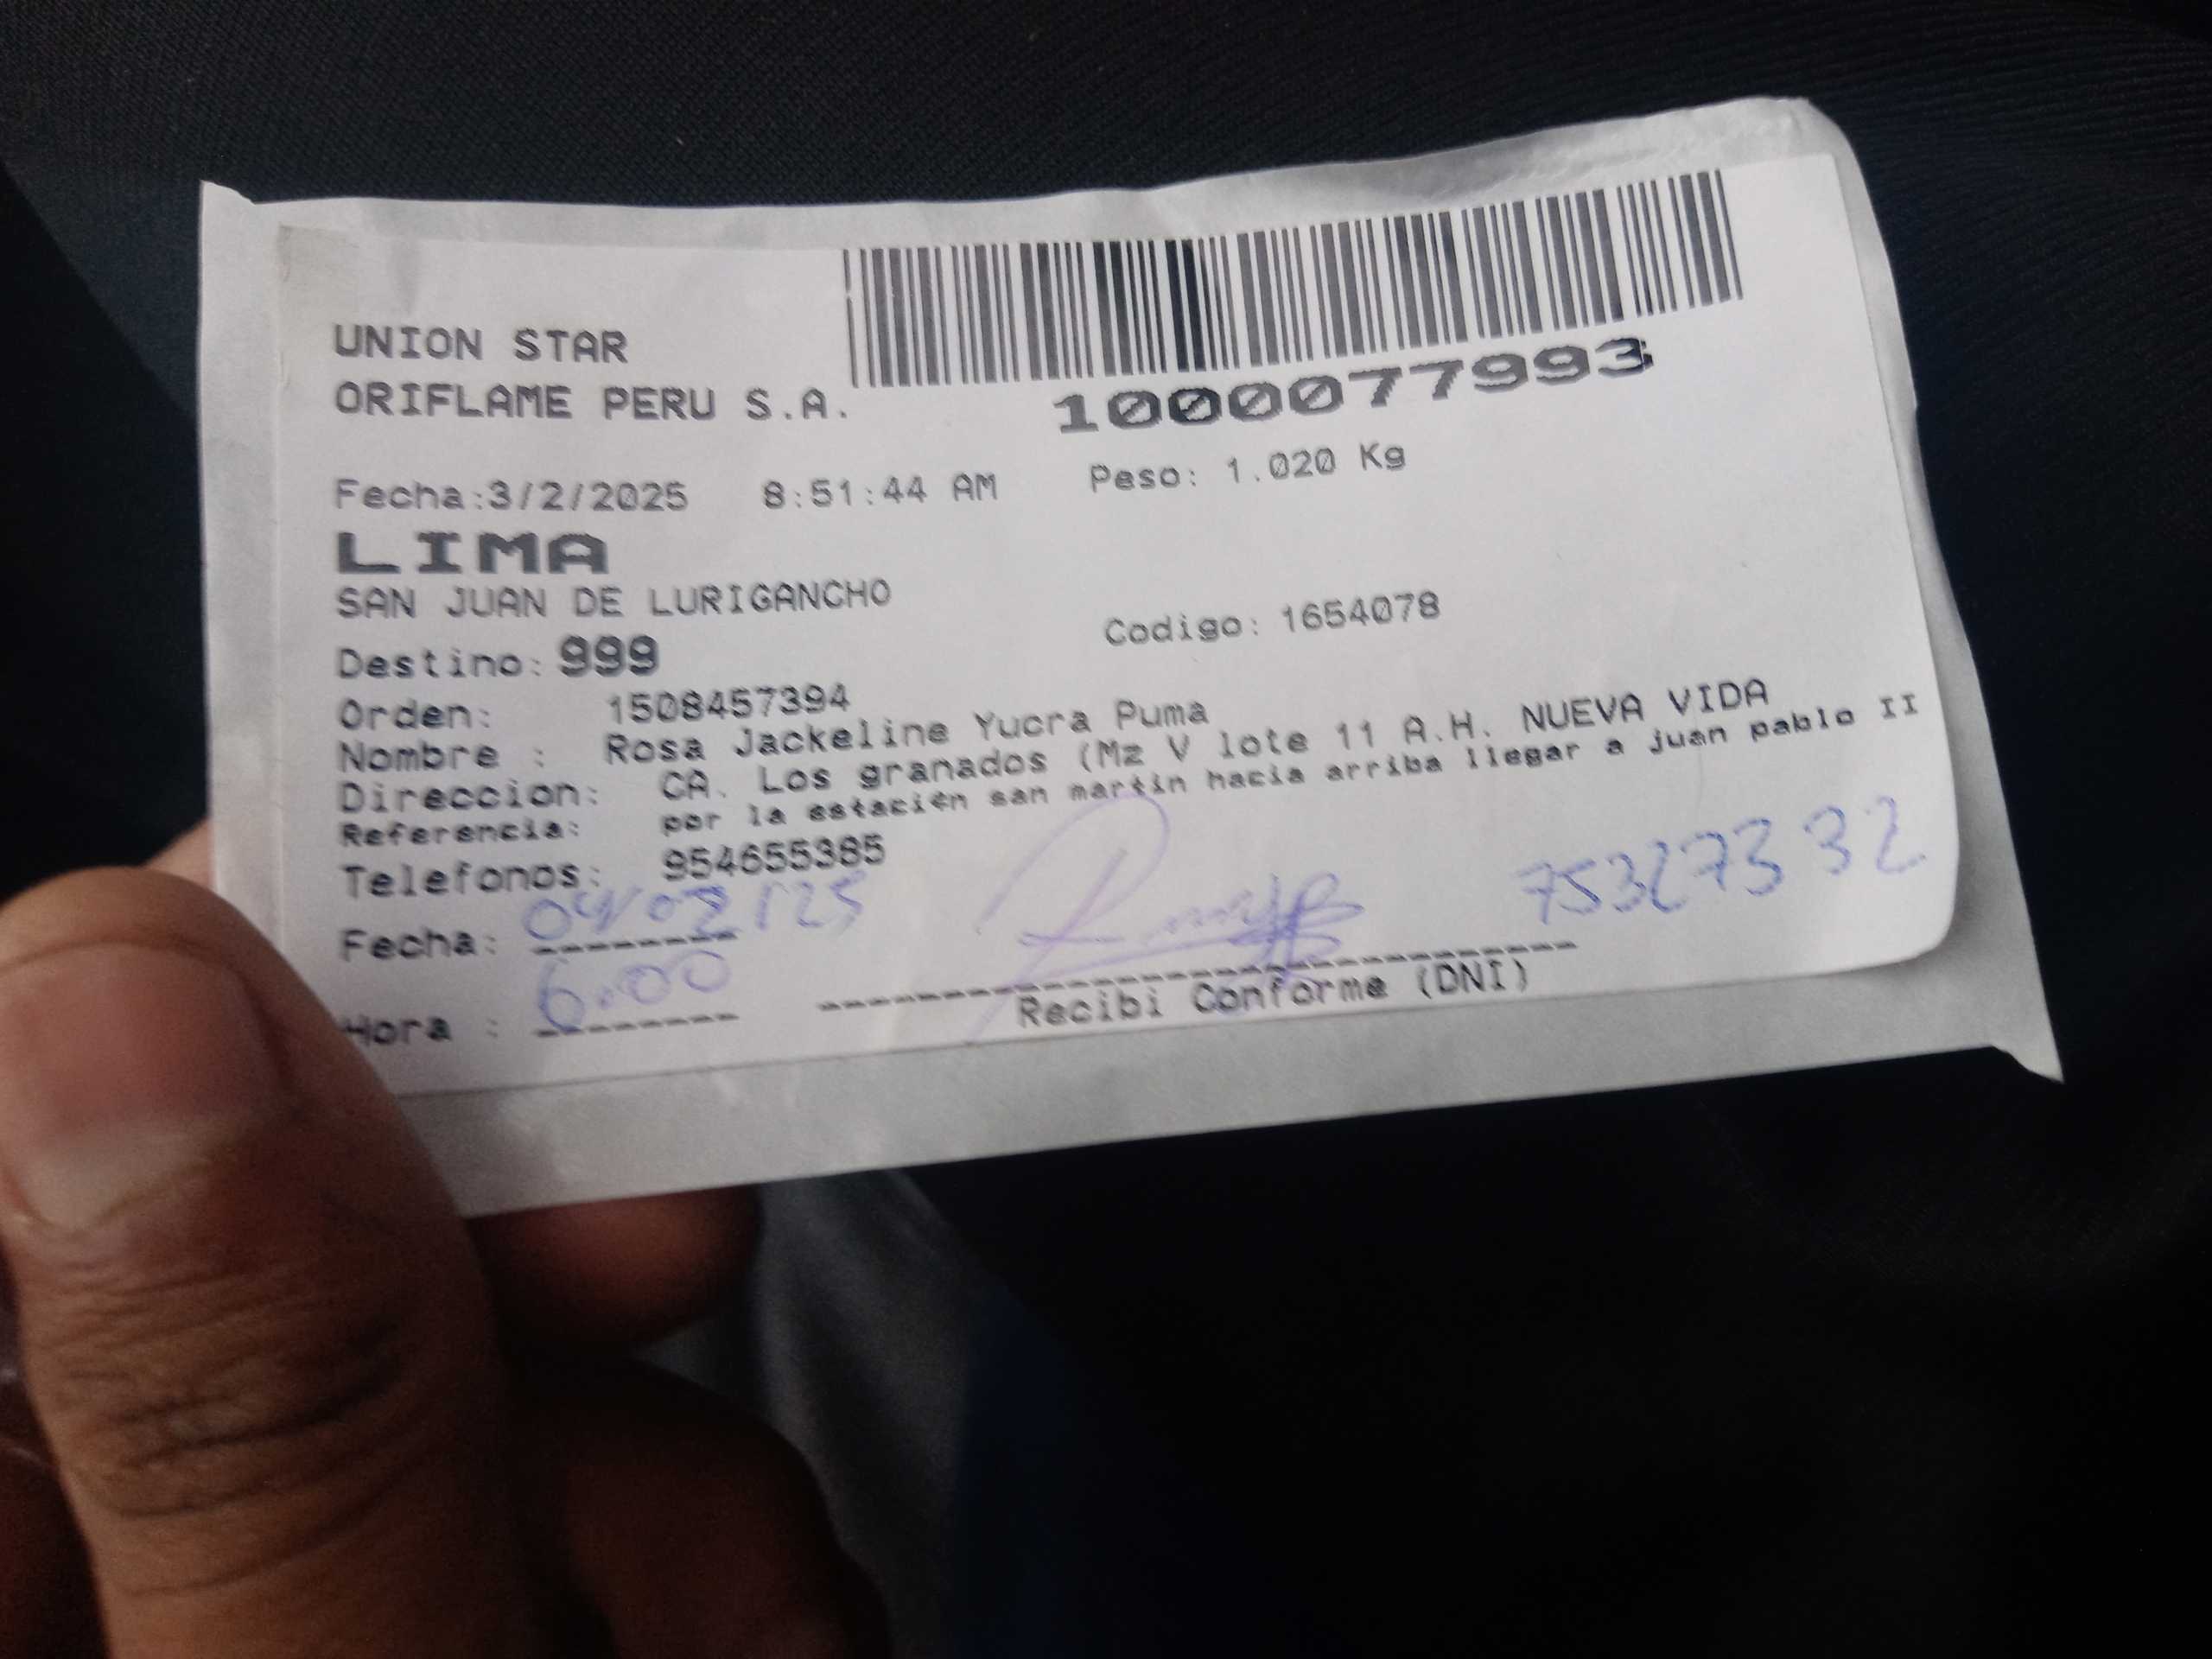 UNION STAR
ORIFLAME PERU S.A.
1000077993
Fecha:3/2/2025 8:51:44 AM Peso: 1.020 Kg
LIMA
SAN JUAN DE LURIGANCHO
Destino: 999 Codigo: 1654078
Orden: 1508457394
Nombre : Rosa Jackeline Yucra Puma
Direccion: CA. Los granados (Mz V lote 11 A.H. NUEVA VIDA
Referencia: por la estación san martin hacia arriba llegar a juan pablo II
Telefonos: 954655385
Fecha: 04/02/25 75327332
Hora : 6.00
Recibi Conforme (DNI)